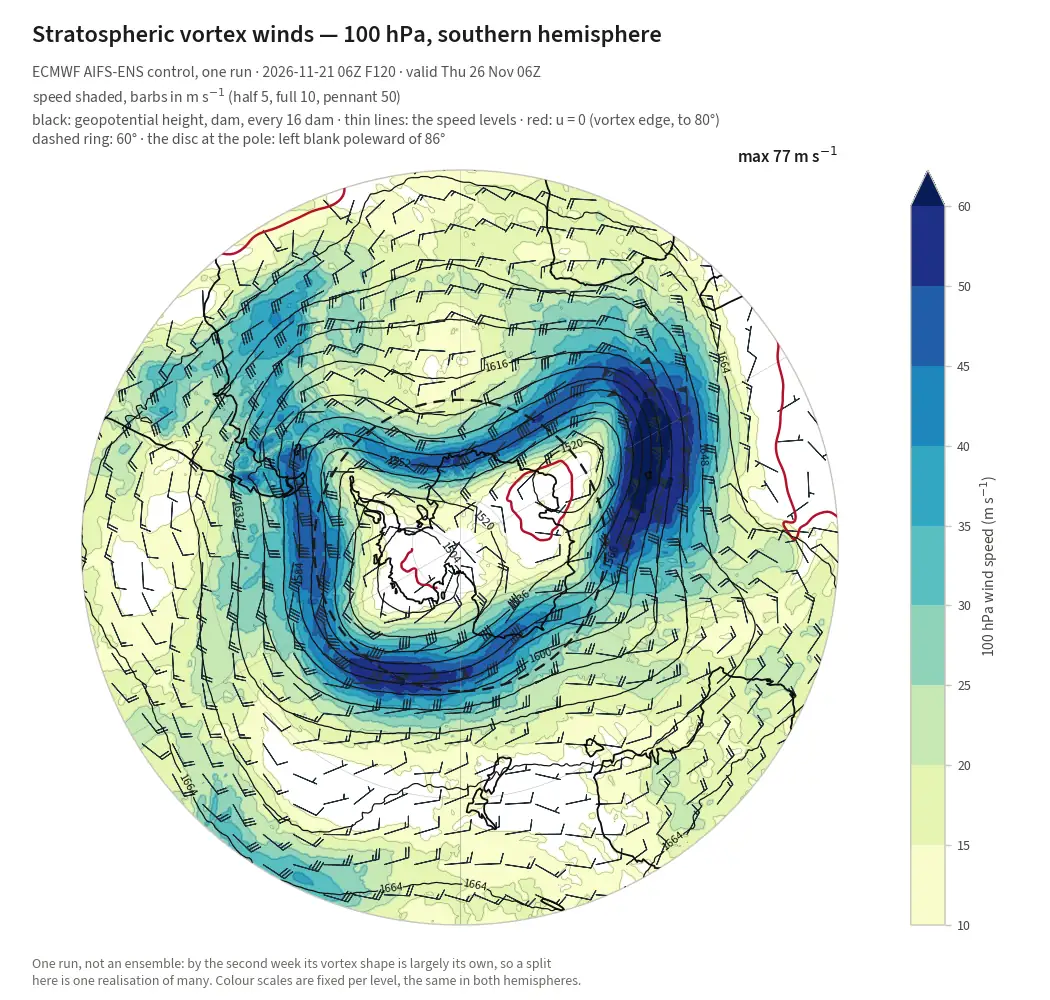 Stratospheric vortex winds — 100 hPa, southern hemisphere
ECMWF AIFS-ENS control, one run · 2026-11-21 06Z F120 · valid Thu 26 Nov 06Z
speed shaded, barbs in m s⁻¹ (half 5, full 10, pennant 50)
black: geopotential height, dam, every 16 dam · thin lines: the speed levels · red: u = 0 (vortex edge, to 80°)
dashed ring: 60° · the disc at the pole: left blank poleward of 86°
max 77 m s⁻¹
60
50
45
40
35
30
25
20
15
10
100 hPa wind speed (m s⁻¹)
1616
1664
1520
1632
1520
1504
1584
1536
1600
1664
1664
1664
1664
One run, not an ensemble: by the second week its vortex shape is largely its own, so a split
here is one realisation of many. Colour scales are fixed per level, the same in both hemispheres.